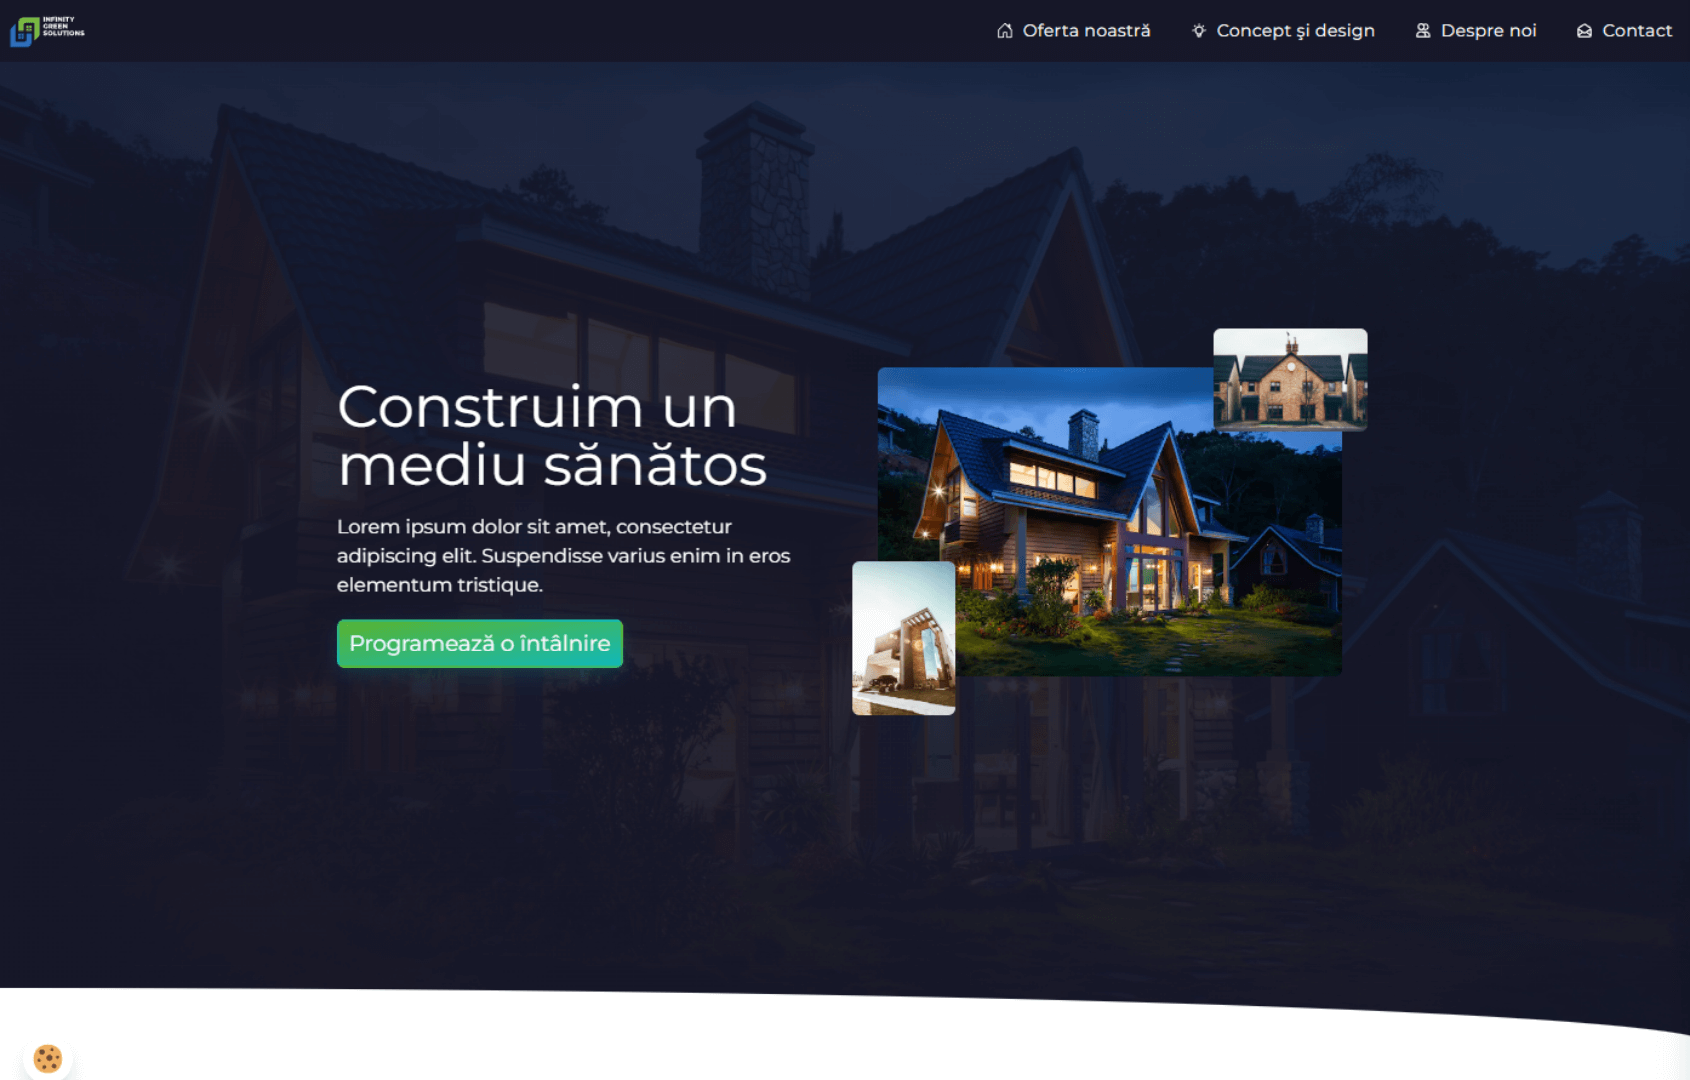 INFINITY
GREEN
SOLUTIONS
Oferta noastră
Concept și design
Despre noi
Contact
Construim un
mediu sănătos
Lorem ipsum dolor sit amet, consectetur
adipiscing elit. Suspendisse varius enim in eros
elementum tristique.
Programează o întâlnire